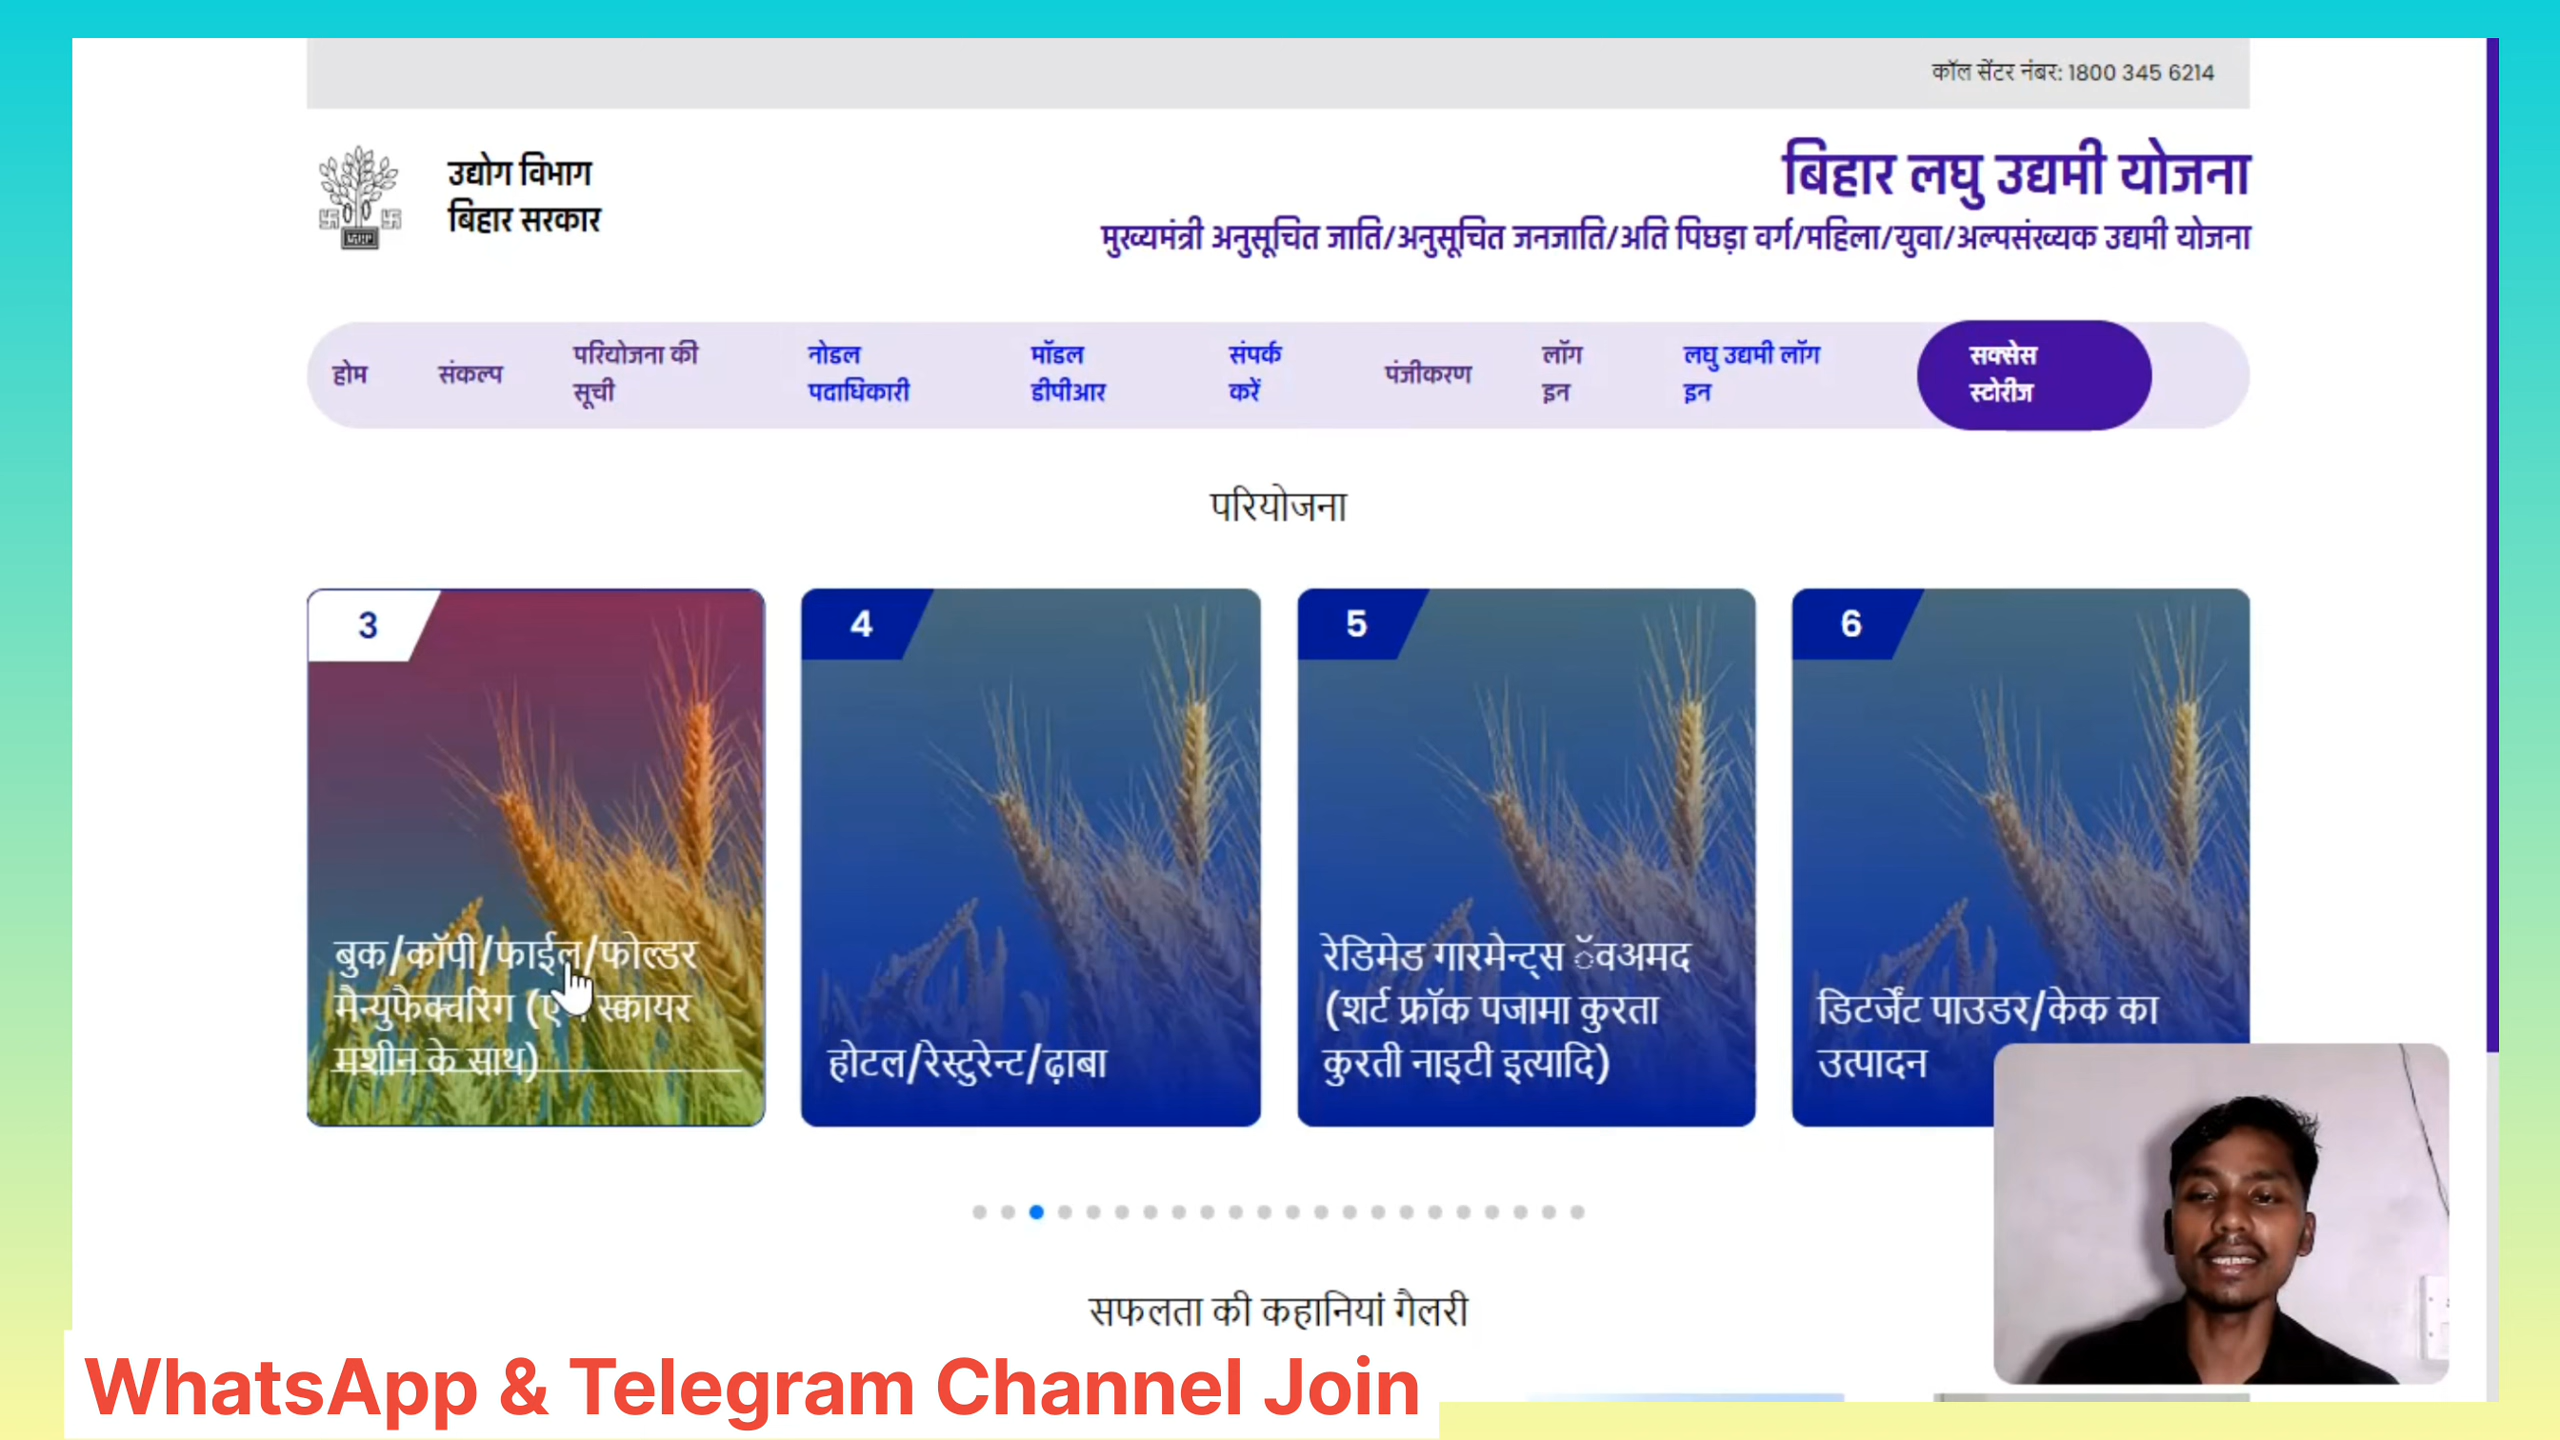 कॉल सेंटर नंबर: 1800 345 6214
उद्योग विभाग
बिहार सरकार
बिहार लघु उद्यमी योजना
मुख्यमंत्री अनुसूचित जाति/अनुसूचित जनजाति/अति पिछड़ा वर्ग/महिला/युवा/अल्पसंख्यक उद्यमी योजना
होम
संकल्प
परियोजना की
सूची
नोडल
पदाधिकारी
मॉडल
डीपीआर
संपर्क
करें
पंजीकरण
लॉग
इन
लघु उद्यमी लॉग
इन
सक्सेस
स्टोरीज
परियोजना
3
बुक/कॉपी/फाईल/फोल्डर
मैन्युफैक्चरिंग ( स्कायर
मशीन के साथ)
4
होटल/रेस्टुरेन्ट/ढ़ाबा
5
रेडिमेड गारमेन्ट्स ॅवअमद
(शर्ट फ्रॉक पजामा कुरता
कुरती नाइटी इत्यादि)
6
डिटर्जेंट पाउडर/केक का
उत्पादन
सफलता की कहानियां गैलरी
WhatsApp & Telegram Channel Join